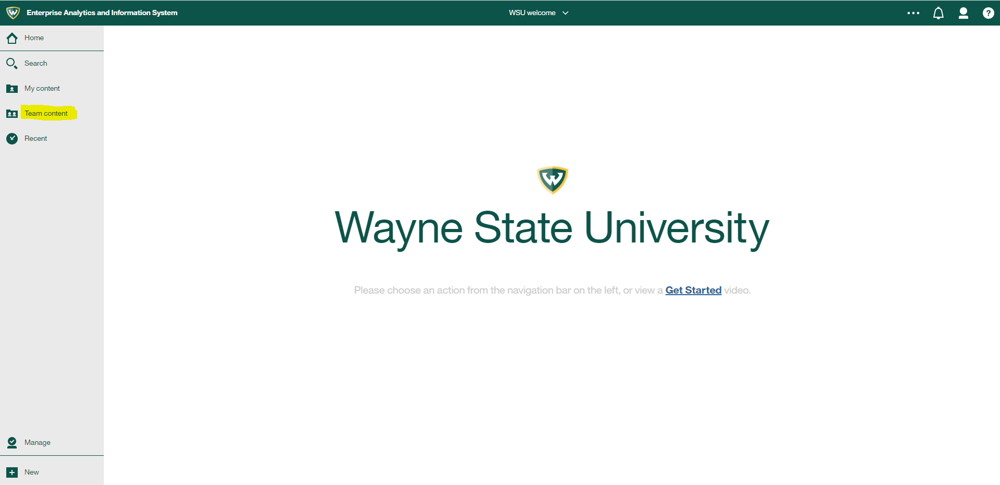 Enterprise Analytics and Information System
WSU welcome
?
Home
Search
My content
Team content
Recent
W
Wayne State University
Please choose an action from the navigation bar on the left, or view a Get Started video.
Manage
New